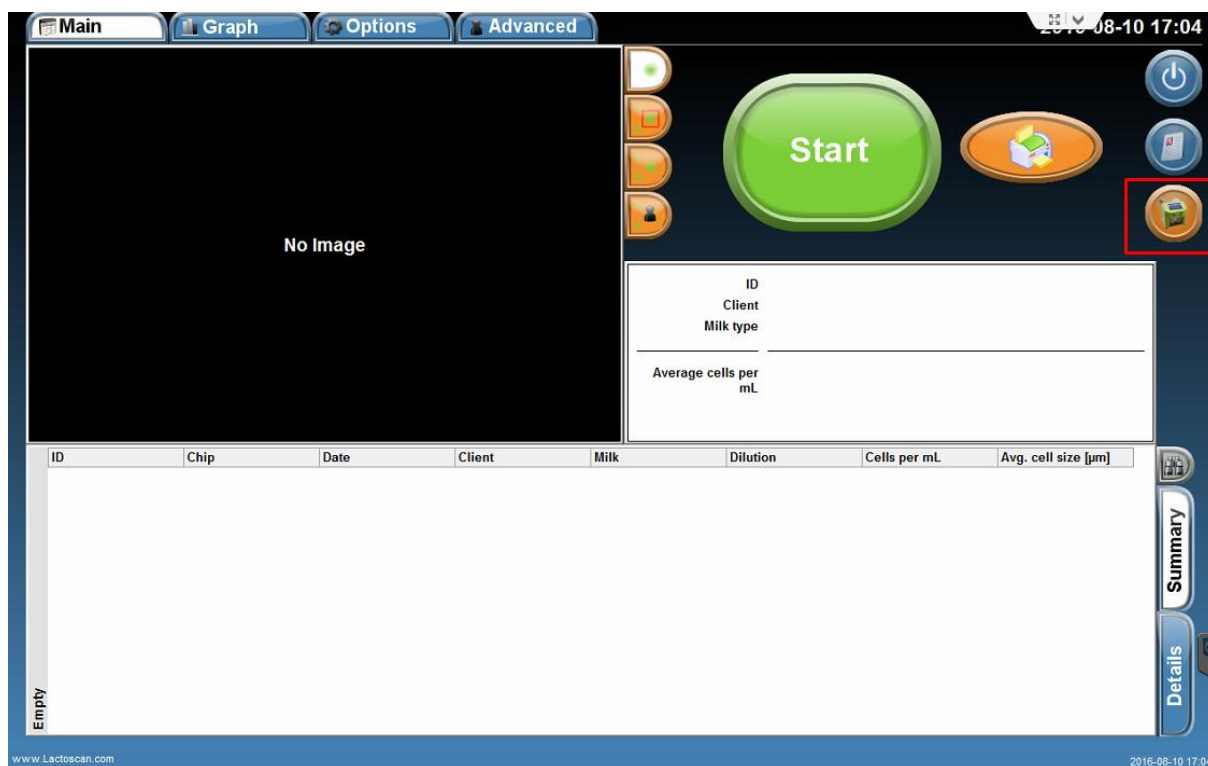 Main
Graph
Options
Advanced
08-10 17:04
Start
No Image
ID
Client
Milk type
Average cells per
mL
ID Chip Date Client Milk Dilution Cells per mL Avg. cell size [µm]
Summary
Details
Empty
www.Lactoscan.com
2016-08-10 17:04